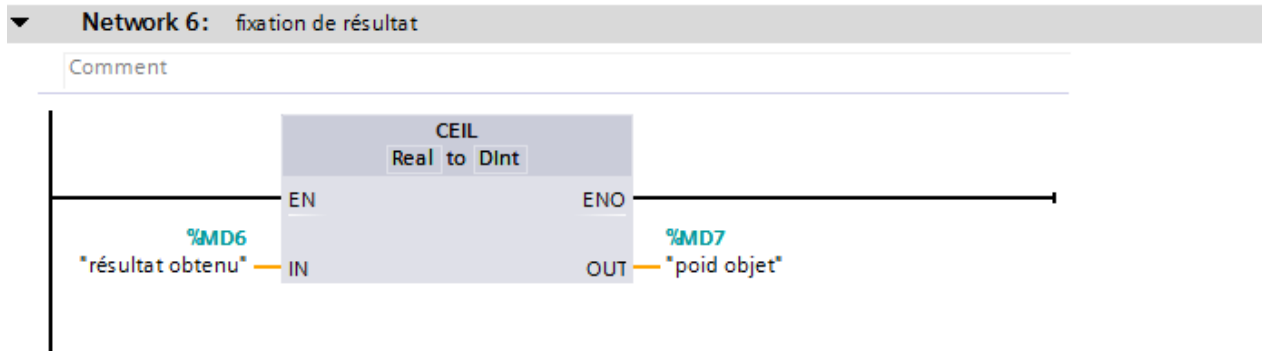 Network 6: fixation de résultat
Comment
CEIL
Real to DInt
EN ENO
%MD6 %MD7
"résultat obtenu" IN OUT "poid objet"